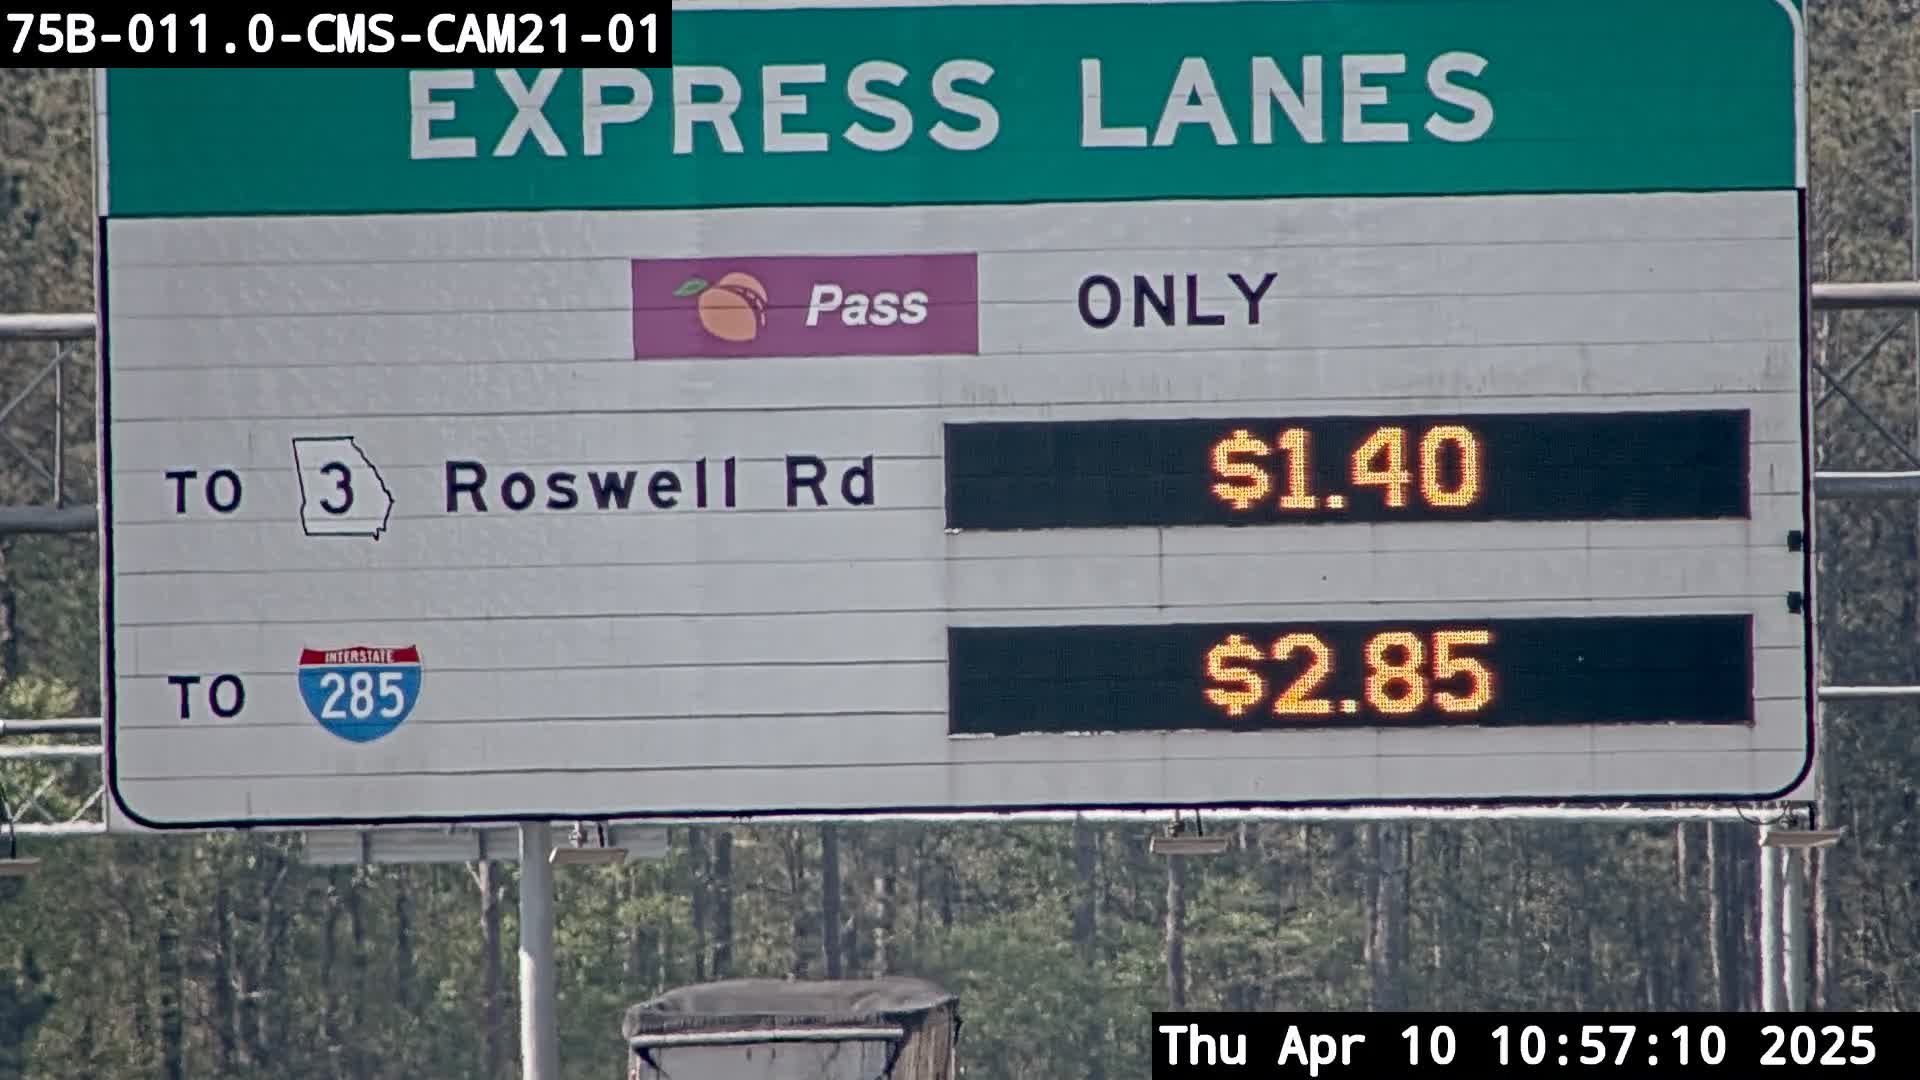 75B-011.0-CMS-CAM21-01
EXPRESS LANES
Pass ONLY
TO 3 Roswell Rd $1.40
TO INTERSTATE 285 $2.85
Thu Apr 10 10:57:10 2025